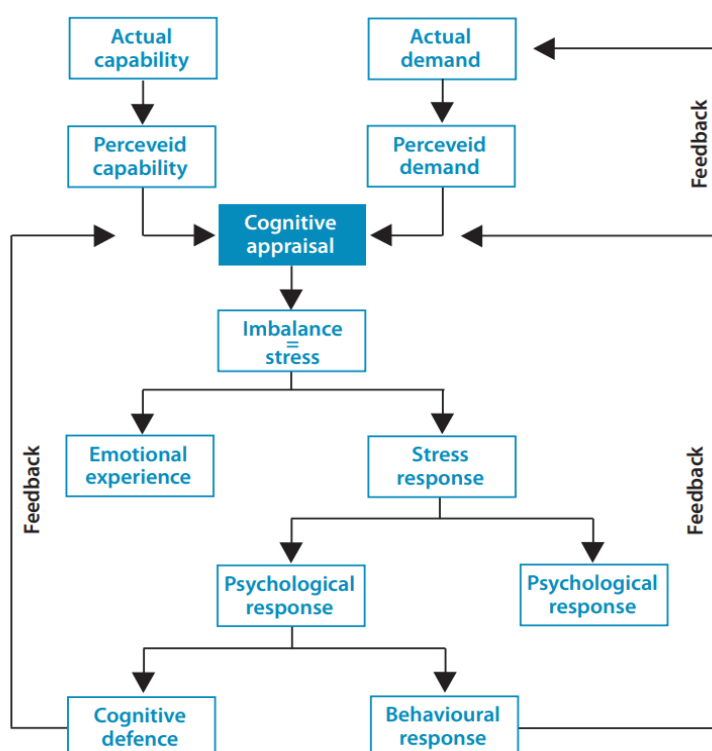 Actual
capability
Actual
demand
Feedback
Perceveid
capability
Perceveid
demand
Cognitive
appraisal
Imbalance
=
stress
Emotional
experience
Stress
response
Feedback
Feedback
Psychological
response
Psychological
response
Cognitive
defence
Behavioural
response